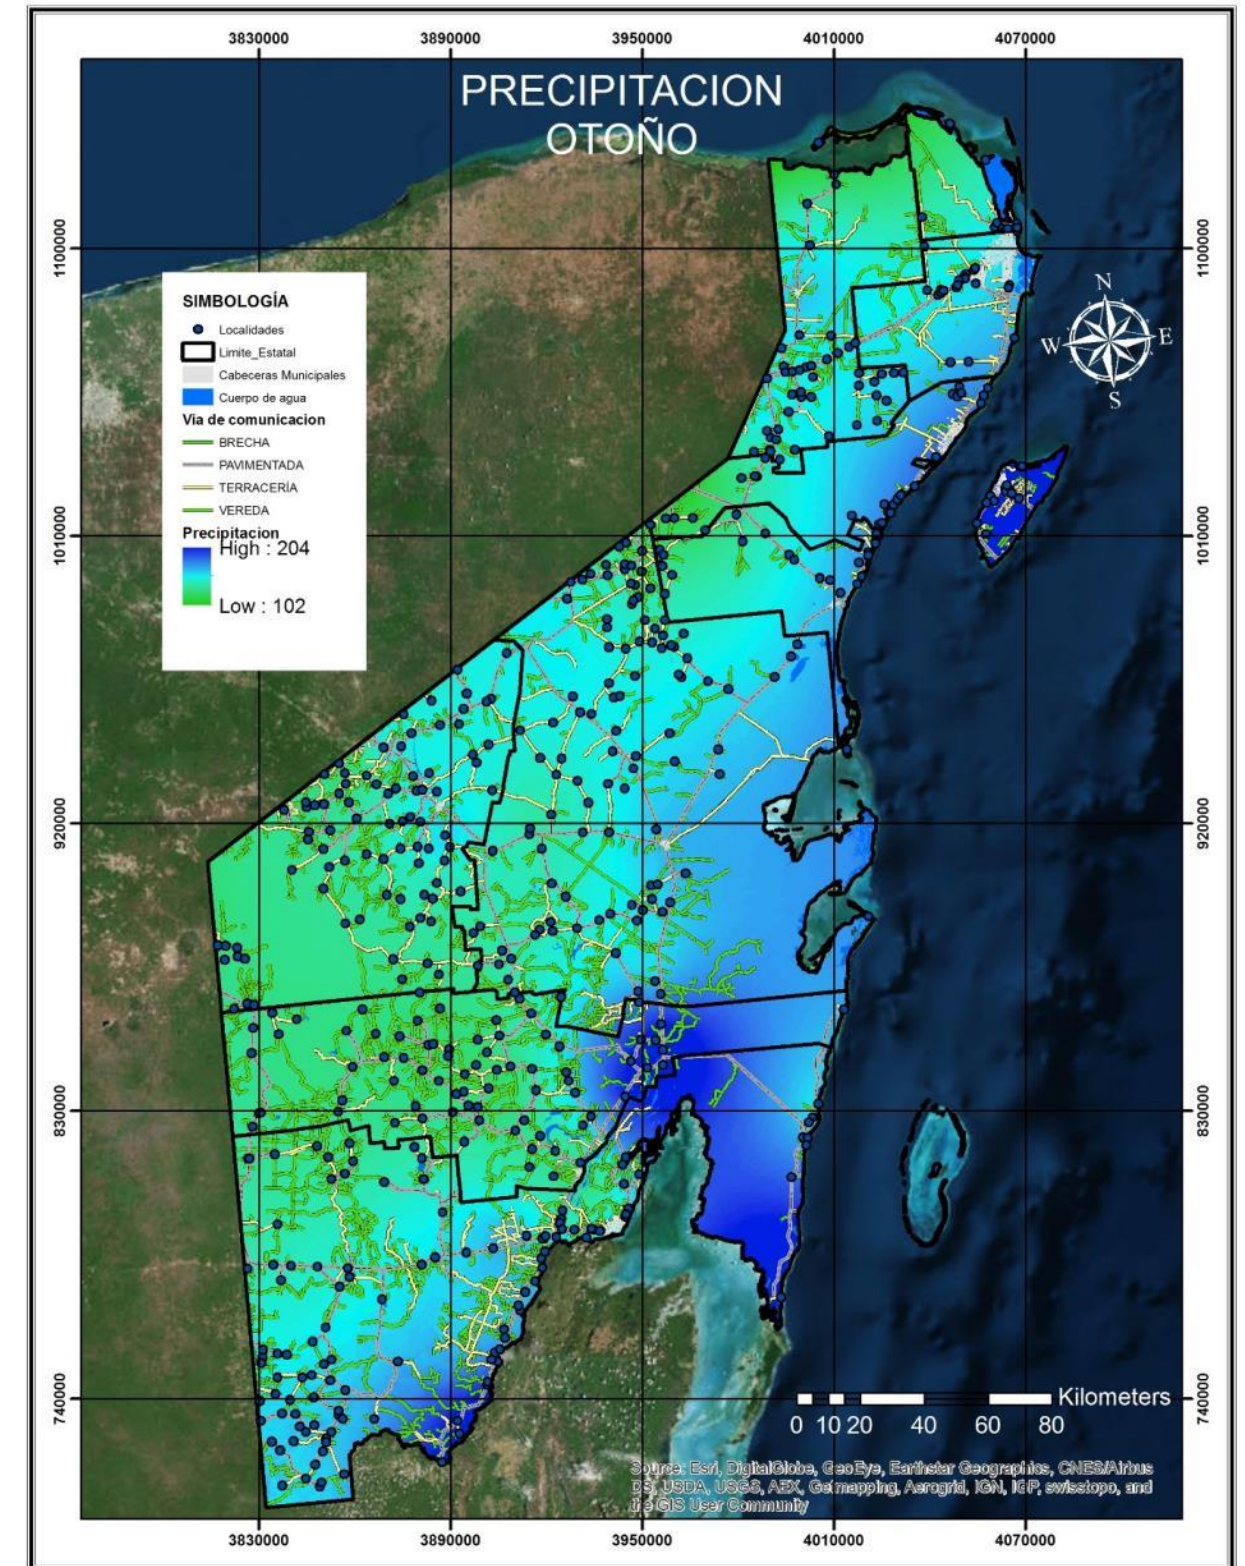 3830000 3890000 3950000 4010000 4070000
PRECIPITACION
OTOÑO
1100000 1100000
N
W E
S
SIMBOLOGÍA
Localidades
Limite_Estatal
Cabeceras Municipales
Cuerpo de agua
Via de comunicacion
BRECHA
PAVIMENTADA
TERRACERÍA
VEREDA
Precipitacion
High : 204
Low : 102
1010000 1010000
920000 920000
830000 830000
740000 740000
Kilometers
0 10 20 40 60 80
Source: Esri, DigitalGlobe, GeoEye, Earthstar Geographics, CNES/Airbus
DS, USDA, USGS, AEX, Getmapping, Aerogrid, IGN, IGP, swisstopo, and
the GIS User Community
3830000 3890000 3950000 4010000 4070000